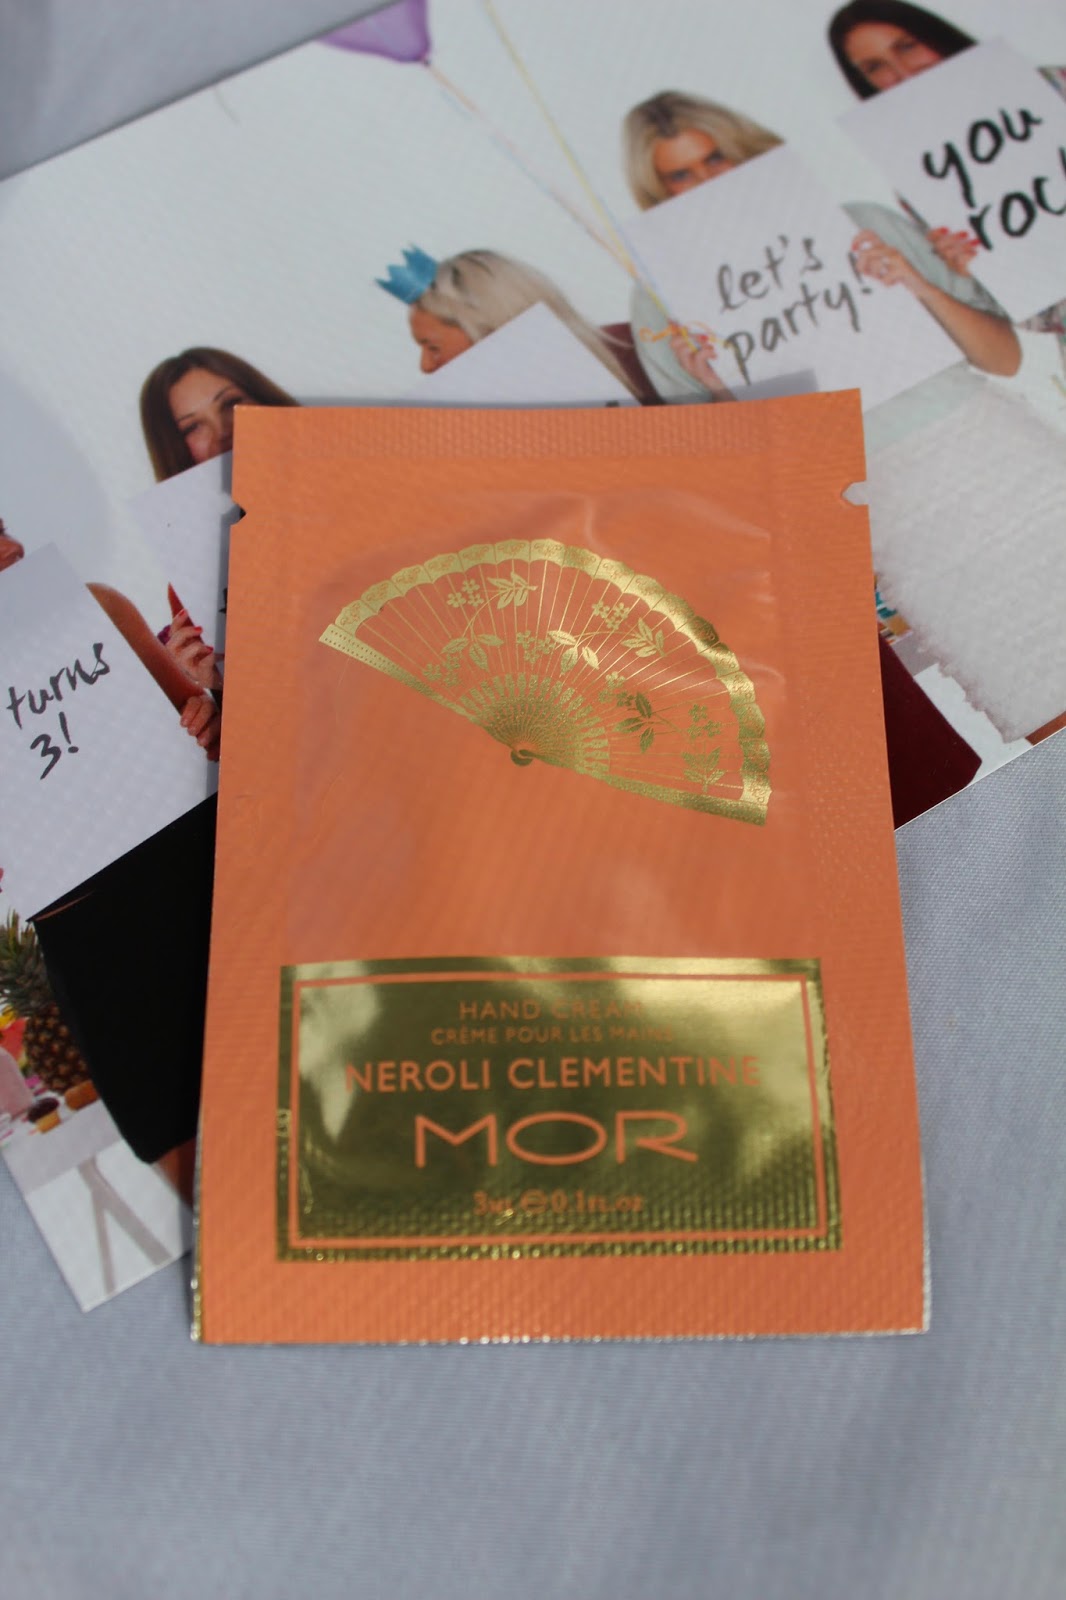 you
let's
party!
turns
3!
HAND CREAM
CRÈME POUR LES MAINS
NEROLI CLEMENTINE
MOR
3ML ℮ 0.1FL.OZ